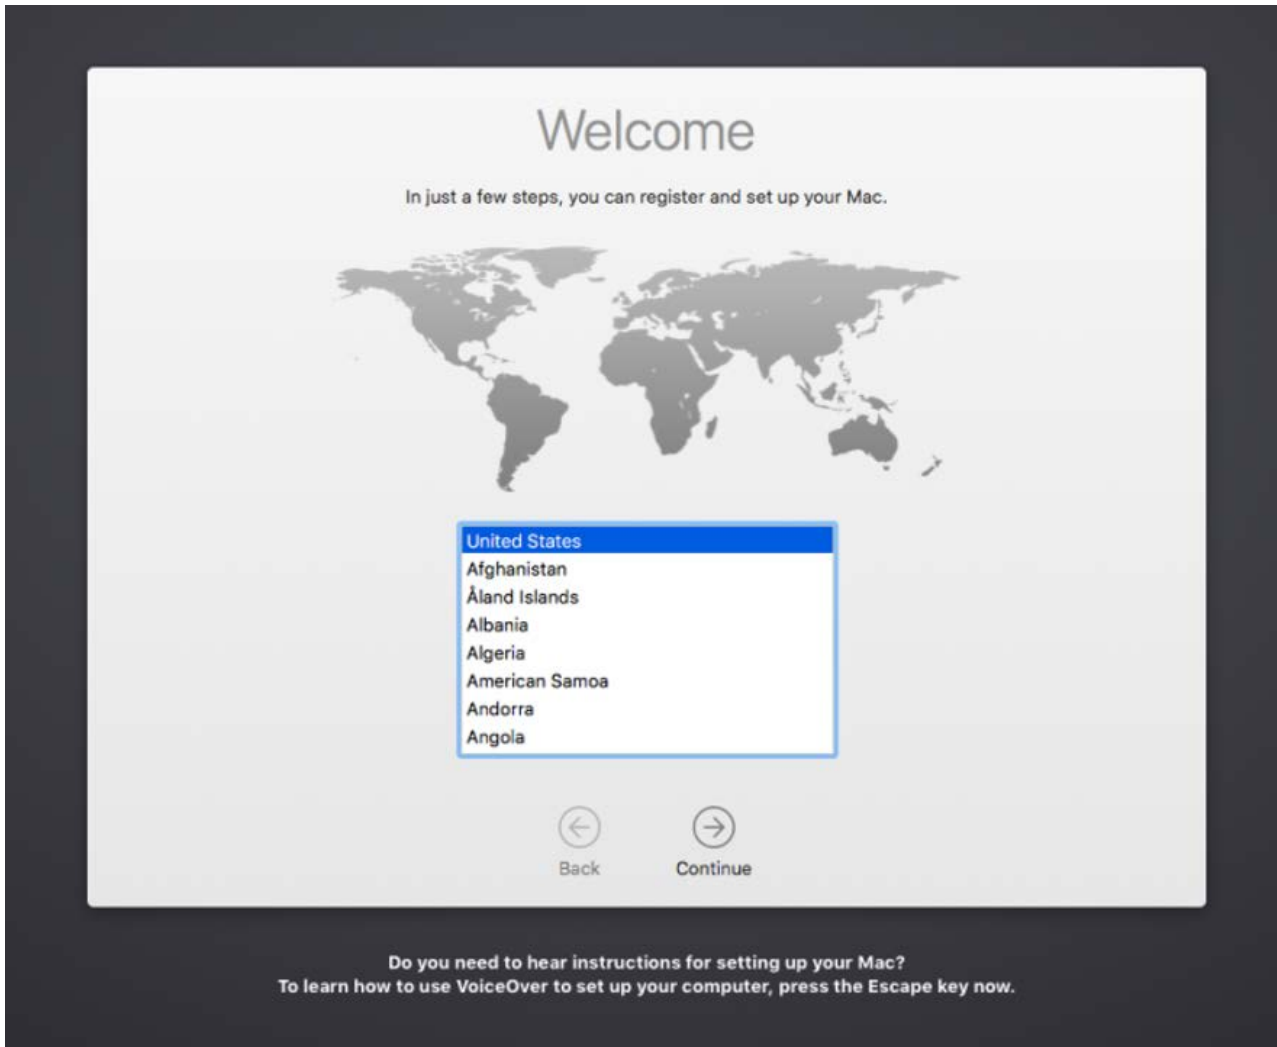 Welcome
In just a few steps, you can register and set up your Mac.
United States
Afghanistan
Åland Islands
Albania
Algeria
American Samoa
Andorra
Angola
Back
Continue
Do you need to hear instructions for setting up your Mac?
To learn how to use VoiceOver to set up your computer, press the Escape key now.